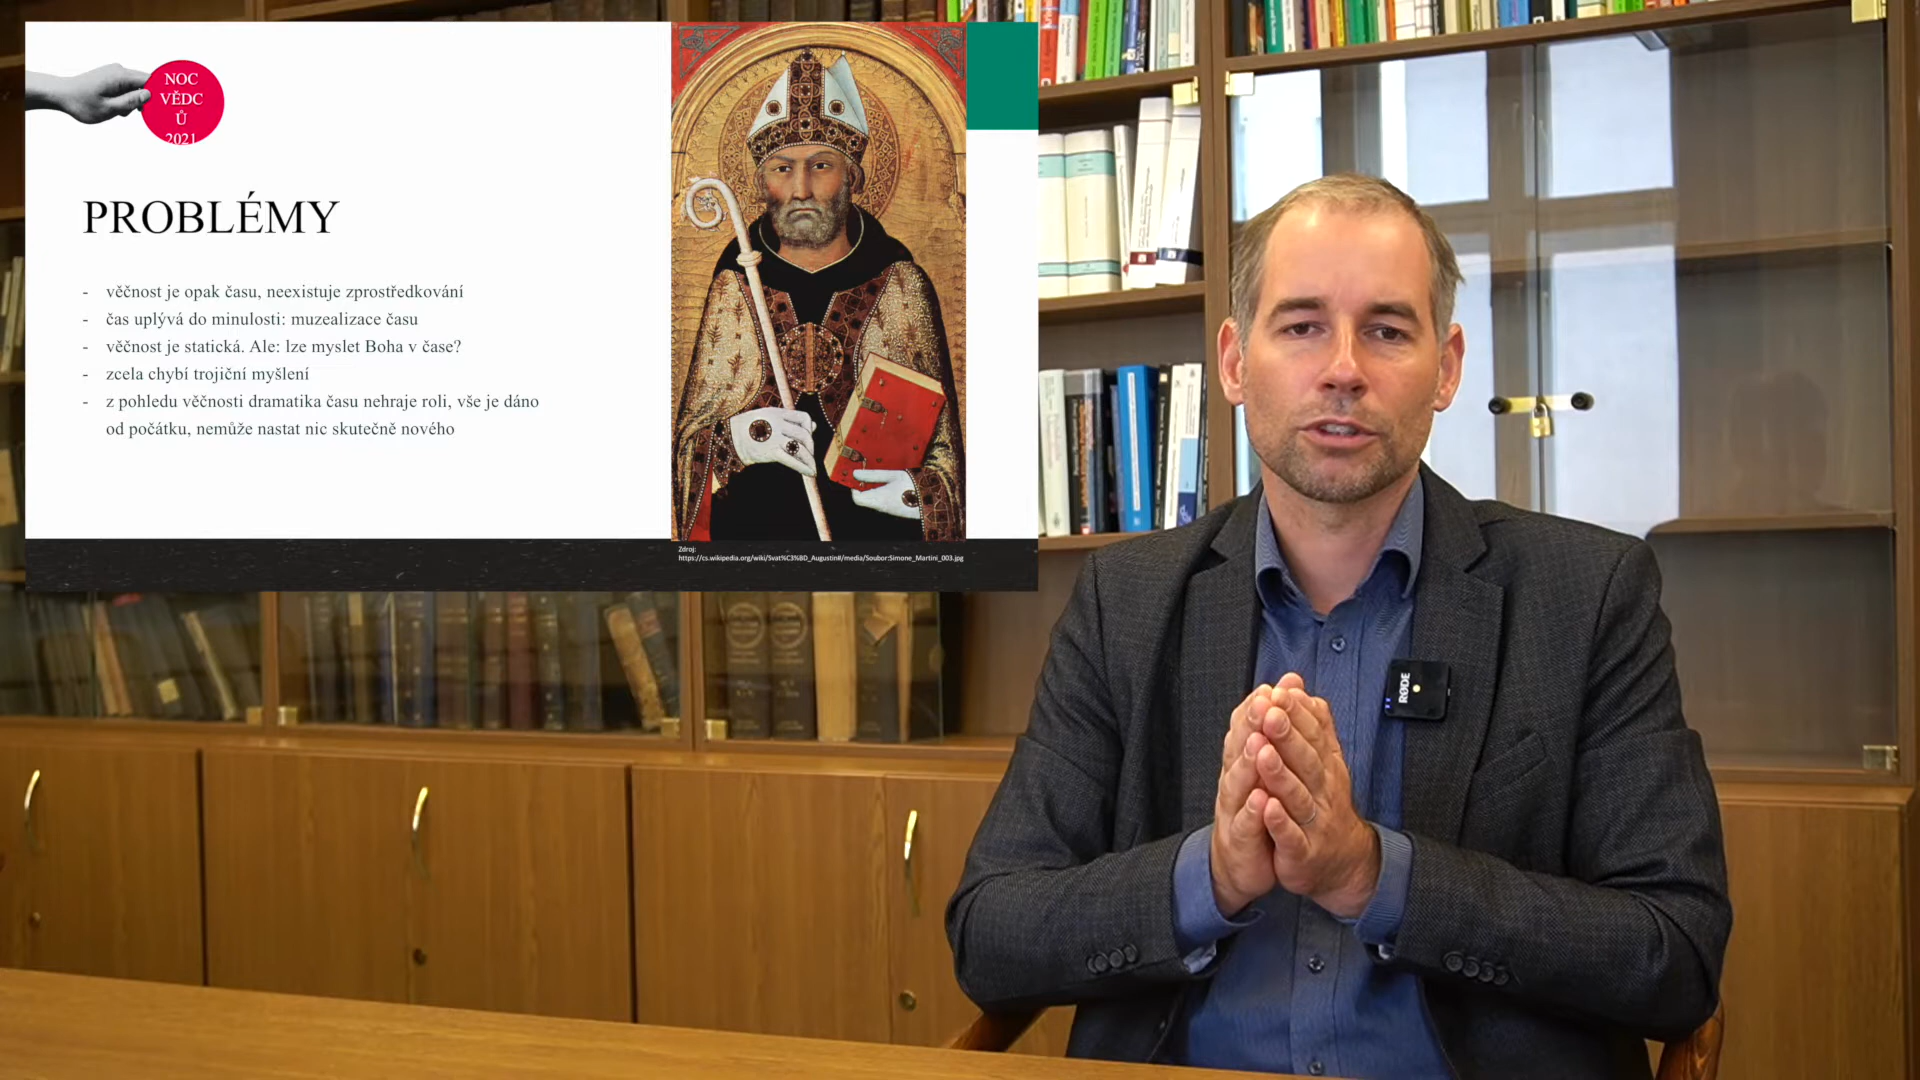 NOC
VĚDC
Ů
2021
PROBLÉMY
- věčnost je opak času, neexistuje zprostředkování
- čas uplývá do minulosti: muzealizace času
- věčnost je statická. Ale: lze myslet Boha v čase?
- zcela chybí trojiční myšlení
- z pohledu věčnosti dramatika času nehraje roli, vše je dáno
od počátku, nemůže nastat nic skutečně nového
Zdroj:
https://cs.wikipedia.org/wiki/Svat%C3%BD_Augustin#/media/Soubor:Simone_Martini_003.jpg
RØDE